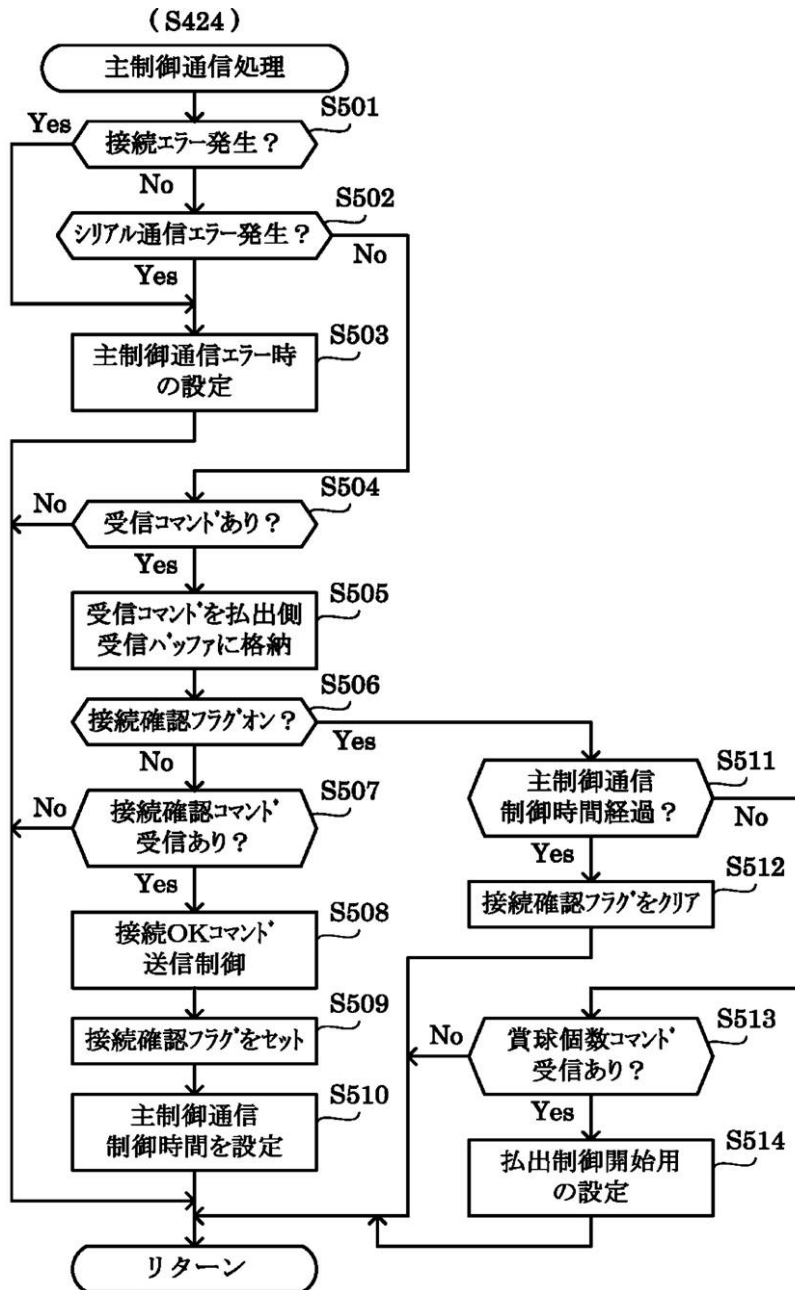 (S424)
主制御通信処理
S501
Yes
接続エラー発生？
No
S502
シリアル通信エラー発生？
No
Yes
S503
主制御通信エラー時
の設定
S504
No
受信コマンドあり？
Yes
S505
受信コマンドを払出側
受信バッファに格納
S506
接続確認フラグオン？
Yes
No
S507
No
接続確認コマンド
受信あり？
Yes
S508
接続OKコマンド
送信制御
S509
接続確認フラグをセット
S510
主制御通信
制御時間を設定
S511
主制御通信
制御時間経過？
No
Yes
S512
接続確認フラグをクリア
S513
No
賞球個数コマンド
受信あり？
Yes
S514
払出制御開始用
の設定
リターン